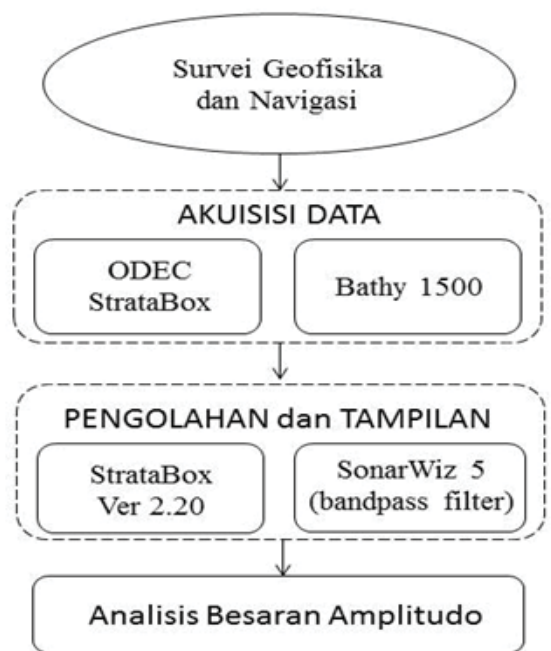 Survei Geofisika
dan Navigasi
AKUISISI DATA
ODEC
StrataBox
Bathy 1500
PENGOLAHAN dan TAMPILAN
StrataBox
Ver 2.20
SonarWiz 5
(bandpass filter)
Analisis Besaran Amplitudo